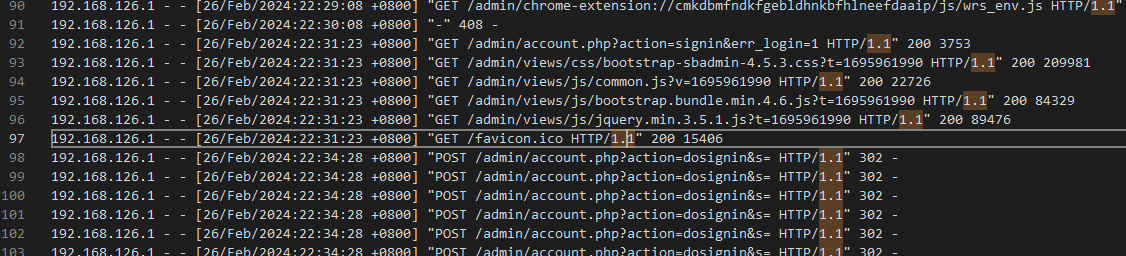 90 192.168.126.1 - - [26/Feb/2024:22:29:08 +0800] "GET /admin/chrome-extension://cmkdbmfndkfgebldhnkbfhlneefdaaip/js/wrs_env.js HTTP/1.1"
91 192.168.126.1 - - [26/Feb/2024:22:30:08 +0800] "-" 408 -
92 192.168.126.1 - - [26/Feb/2024:22:31:23 +0800] "GET /admin/account.php?action=signin&err_login=1 HTTP/1.1" 200 3753
93 192.168.126.1 - - [26/Feb/2024:22:31:23 +0800] "GET /admin/views/css/bootstrap-sbadmin-4.5.3.css?t=1695961990 HTTP/1.1" 200 209981
94 192.168.126.1 - - [26/Feb/2024:22:31:23 +0800] "GET /admin/views/js/common.js?v=1695961990 HTTP/1.1" 200 22726
95 192.168.126.1 - - [26/Feb/2024:22:31:23 +0800] "GET /admin/views/js/bootstrap.bundle.min.4.6.js?t=1695961990 HTTP/1.1" 200 84329
96 192.168.126.1 - - [26/Feb/2024:22:31:23 +0800] "GET /admin/views/js/jquery.min.3.5.1.js?t=1695961990 HTTP/1.1" 200 89476
97 192.168.126.1 - - [26/Feb/2024:22:31:23 +0800] "GET /favicon.ico HTTP/1.1" 200 15406
98 192.168.126.1 - - [26/Feb/2024:22:34:28 +0800] "POST /admin/account.php?action=dosignin&s= HTTP/1.1" 302 -
99 192.168.126.1 - - [26/Feb/2024:22:34:28 +0800] "POST /admin/account.php?action=dosignin&s= HTTP/1.1" 302 -
100 192.168.126.1 - - [26/Feb/2024:22:34:28 +0800] "POST /admin/account.php?action=dosignin&s= HTTP/1.1" 302 -
101 192.168.126.1 - - [26/Feb/2024:22:34:28 +0800] "POST /admin/account.php?action=dosignin&s= HTTP/1.1" 302 -
102 192.168.126.1 - - [26/Feb/2024:22:34:28 +0800] "POST /admin/account.php?action=dosignin&s= HTTP/1.1" 302 -
103 192.168.126.1 - - [26/Feb/2024:22:34:28 +0800] "POST /admin/account.php?action=dosignin&s= HTTP/1.1" 302 -